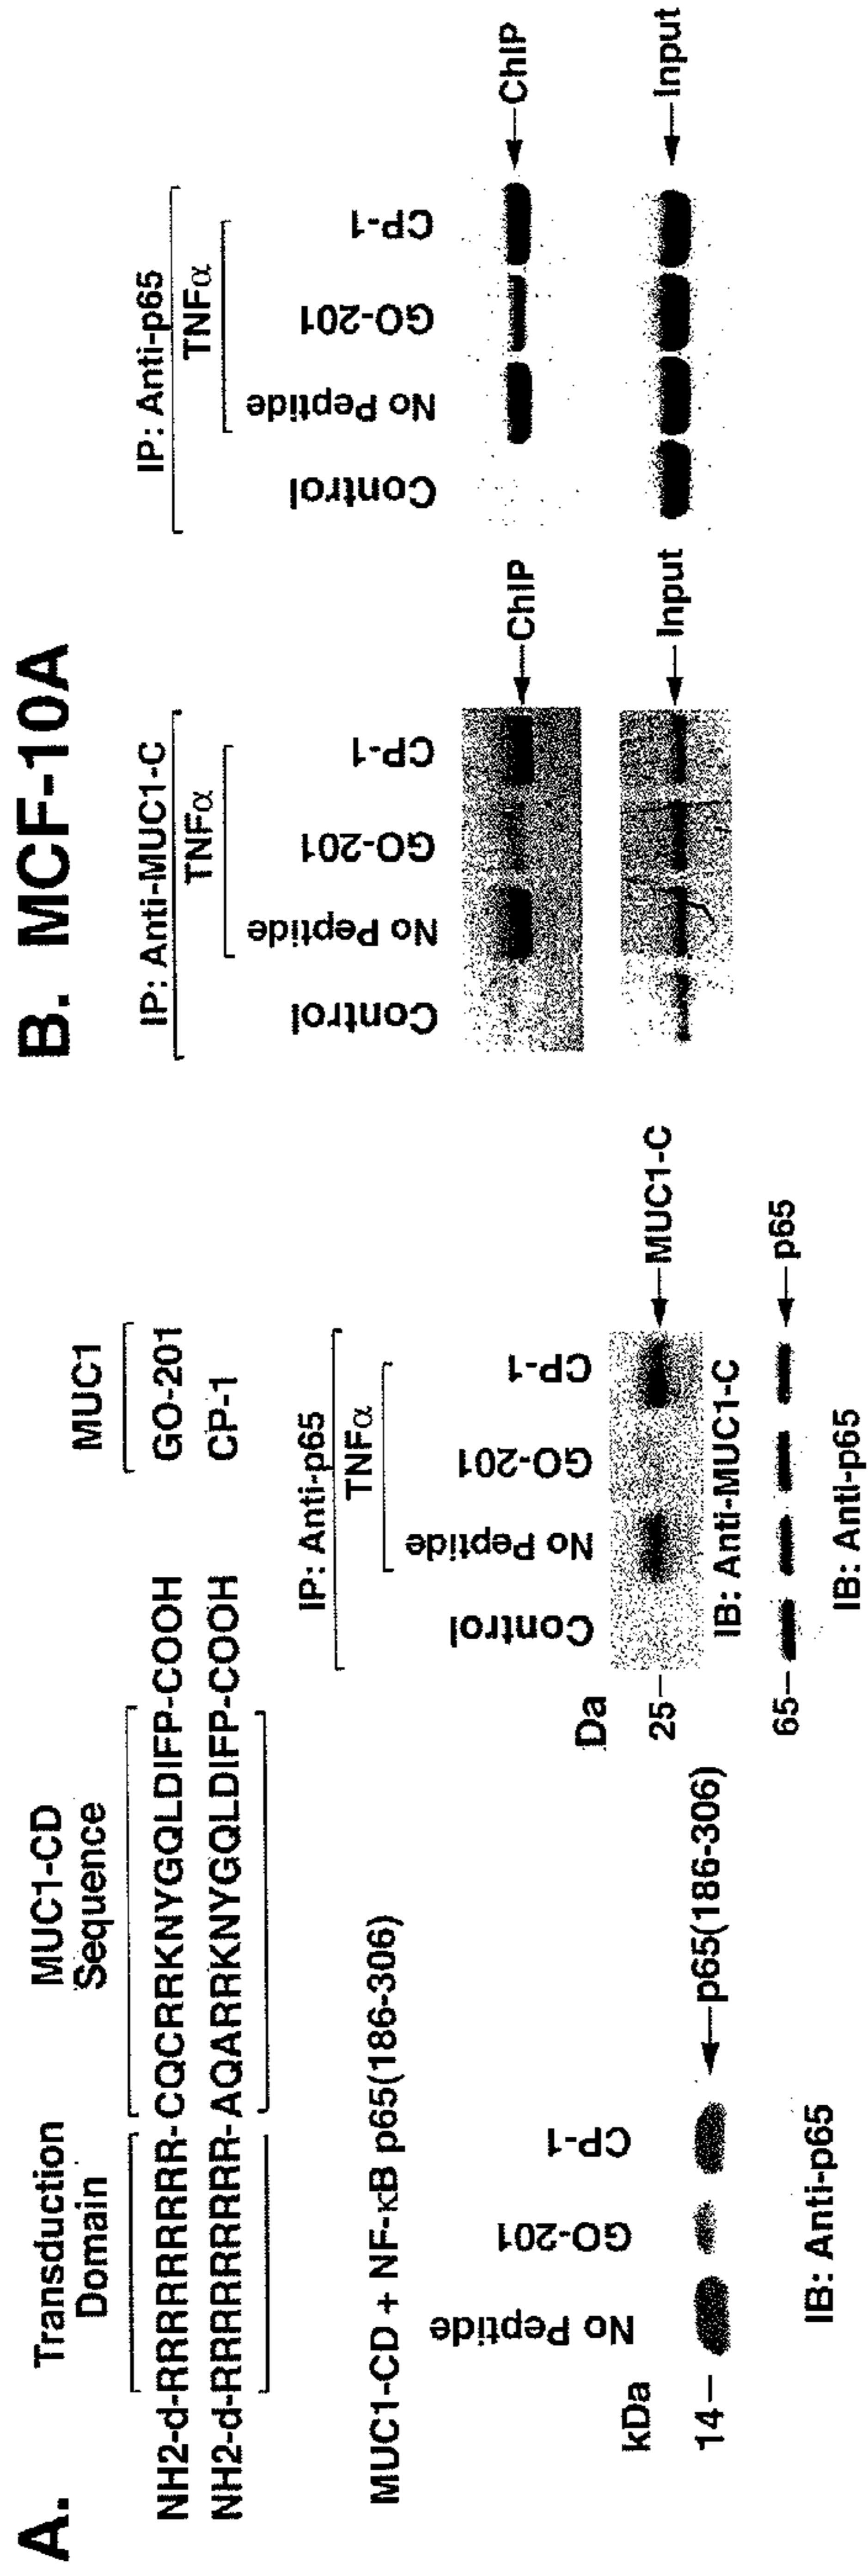 A.
Transduction
Domain
MUC1-CD
Sequence
MUC1
NH2-d-RRRRRRRRR-CQCRRKNYGQLDIFP-COOH GO-201
NH2-d-RRRRRRRRR-AQARRKNYGQLDIFP-COOH CP-1
MUC1-CD + NF-κB p65(186-306)
No Peptide GO-201 CP-1
kDa
14
p65(186-306)
IB: Anti-p65
IP: Anti-p65
TNFα
Control No Peptide GO-201 CP-1
Da
25 MUC1-C
IB: Anti-MUC1-C
65 p65
IB: Anti-p65
B. MCF-10A
IP: Anti-MUC1-C
TNFα
Control No Peptide GO-201 CP-1
ChIP
Input
IP: Anti-p65
TNFα
Control No Peptide GO-201 CP-1
ChIP
Input